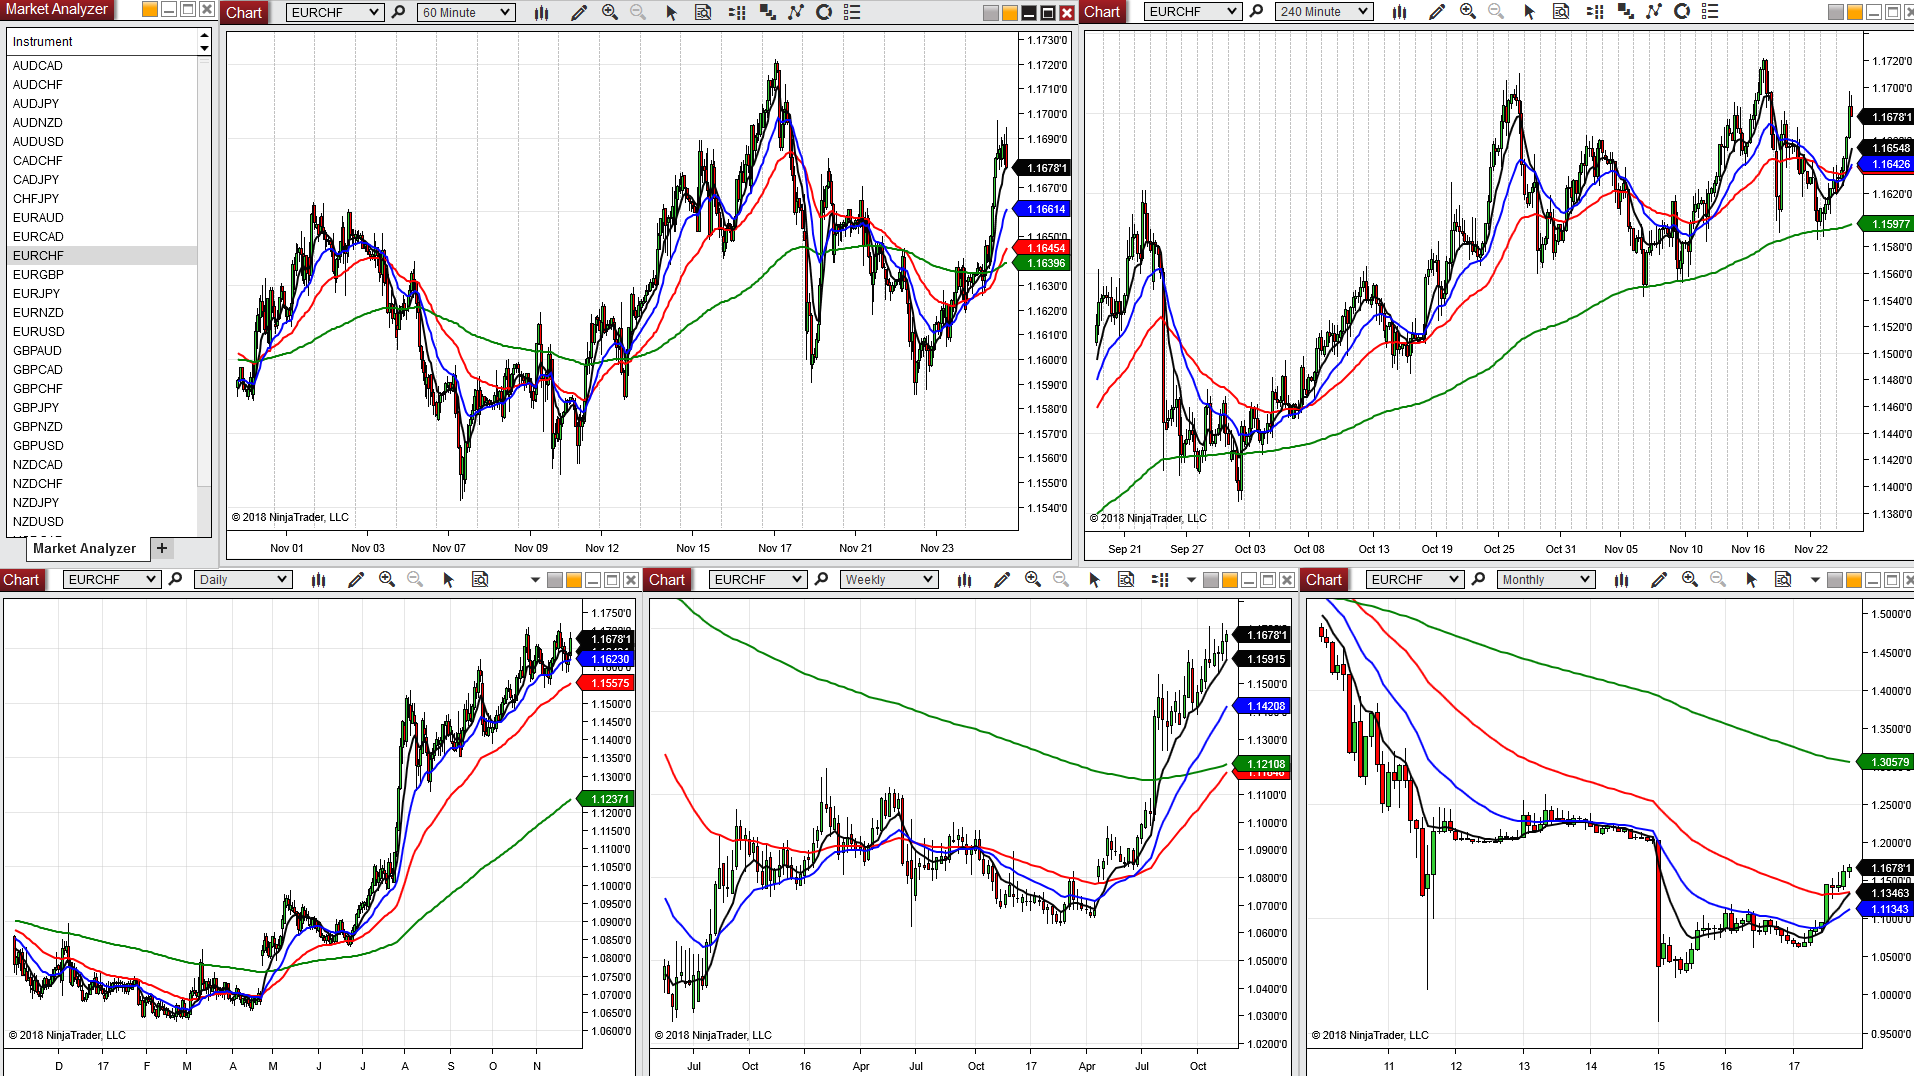 Market Analyzer
Instrument
AUDCAD
AUDCHF
AUDJPY
AUDNZD
AUDUSD
CADCHF
CADJPY
CHFJPY
EURAUD
EURCAD
EURCHF
EURGBP
EURJPY
EURNZD
EURUSD
GBPAUD
GBPCAD
GBPCHF
GBPJPY
GBPNZD
GBPUSD
NZDCAD
NZDCHF
NZDJPY
NZDUSD
Market Analyzer +
Chart EURCHF 60 Minute
1.1730'0
1.1720'0
1.1710'0
1.1700'0
1.1690'0
1.1678'1
1.1670'0
1.16614
1.16454
1.16396
1.1630'0
1.1620'0
1.1610'0
1.1600'0
1.1590'0
1.1580'0
1.1570'0
1.1560'0
1.1550'0
1.1540'0
© 2018 NinjaTrader, LLC
Nov 01 Nov 03 Nov 07 Nov 09 Nov 12 Nov 15 Nov 17 Nov 21 Nov 23
Chart EURCHF 240 Minute
1.1720'0
1.1700'0
1.1678'1
1.16548
1.16426
1.1620'0
1.15977
1.1580'0
1.1560'0
1.1540'0
1.1520'0
1.1500'0
1.1480'0
1.1460'0
1.1440'0
1.1420'0
1.1400'0
1.1380'0
© 2018 NinjaTrader, LLC
Sep 21 Sep 27 Oct 03 Oct 08 Oct 13 Oct 19 Oct 25 Oct 31 Nov 05 Nov 10 Nov 16 Nov 22
Chart EURCHF Daily
1.1750'0
1.1678'1
1.16230
1.15575
1.1500'0
1.1450'0
1.1400'0
1.1350'0
1.1300'0
1.12371
1.1200'0
1.1150'0
1.1100'0
1.1050'0
1.1000'0
1.0950'0
1.0900'0
1.0850'0
1.0800'0
1.0750'0
1.0700'0
1.0650'0
1.0600'0
© 2018 NinjaTrader, LLC
D 17 F M A M J J A S O N
Chart EURCHF Weekly
1.1678'1
1.15915
1.1500'0
1.14208
1.1300'0
1.12108
1.1100'0
1.1000'0
1.0900'0
1.0800'0
1.0700'0
1.0600'0
1.0500'0
1.0400'0
1.0300'0
1.0200'0
© 2018 NinjaTrader, LLC
Jul Oct 16 Apr Jul Oct 17 Apr Jul Oct
Chart EURCHF Monthly
1.5000'0
1.4500'0
1.4000'0
1.3500'0
1.30579
1.2500'0
1.2000'0
1.1678'1
1.13463
1.11343
1.0500'0
1.0000'0
0.9500'0
© 2018 NinjaTrader, LLC
11 12 13 14 15 16 17